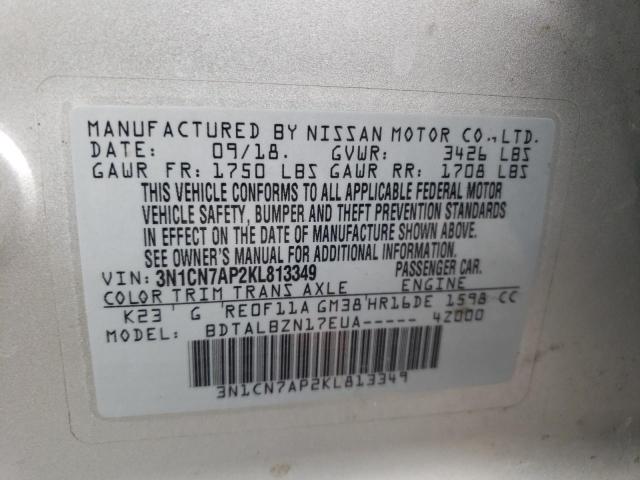 MANUFACTURED BY NISSAN MOTOR CO., LTD.
DATE: 09/18. GVWR: 3426 LBS
GAWR FR: 1750 LBS GAWR RR: 1708 LBS
THIS VEHICLE CONFORMS TO ALL APPLICABLE FEDERAL MOTOR
VEHICLE SAFETY, BUMPER AND THEFT PREVENTION STANDARDS
IN EFFECT ON THE DATE OF MANUFACTURE SHOWN ABOVE.
SEE OWNER'S MANUAL FOR ADDITIONAL INFORMATION.
VIN: 3N1CN7AP2KL813349 PASSENGER CAR.
COLOR TRIM TRANS AXLE ENGINE
K23 G RE0F11A GM38 HR16DE 1598 CC
MODEL: BDTALBZN17EUA----- 4Z000
3N1CN7AP2KL813349